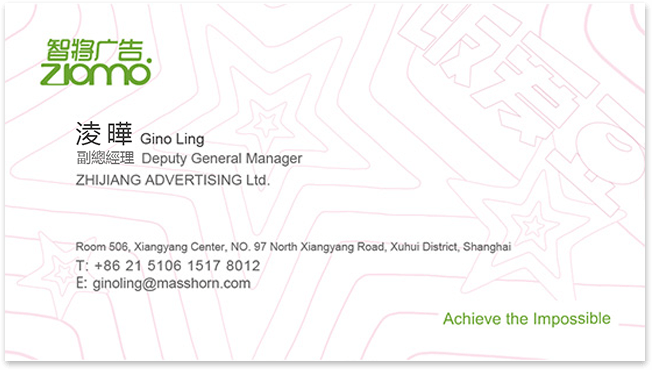 智将广告
ziomo.
淩曄 Gino Ling
副總經理 Deputy General Manager
ZHIJIANG ADVERTISING Ltd.
Room 506, Xiangyang Center, NO. 97 North Xiangyang Road, Xuhui District, Shanghai
T: +86 21 5106 1517 8012
E: ginoling@masshorn.com
Achieve the Impossible